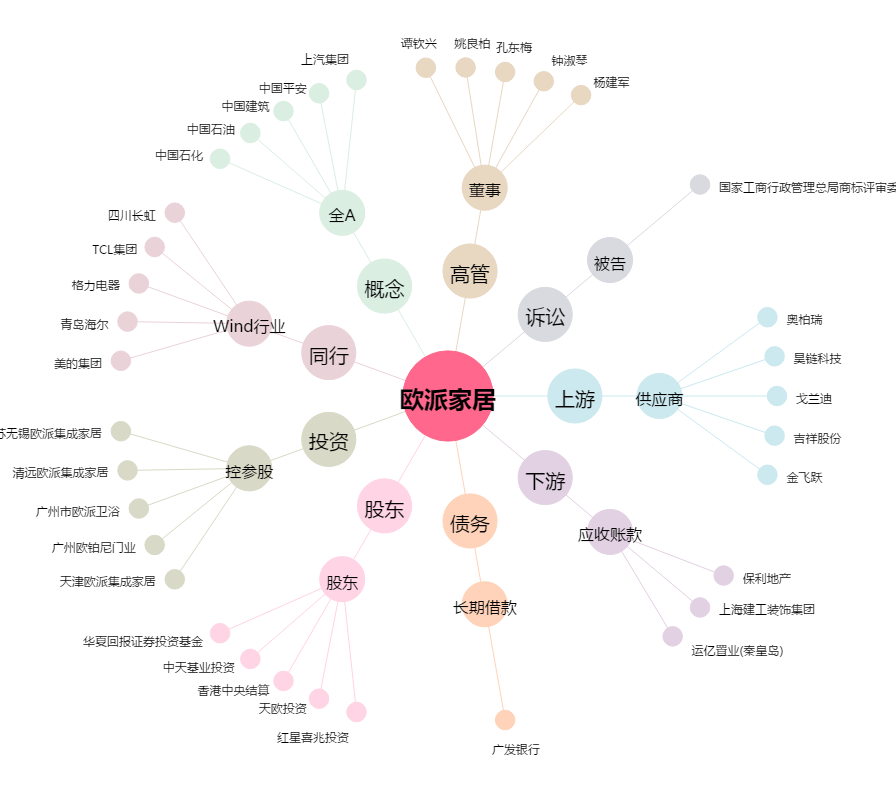 谭钦兴
姚良柏
孔东梅
钟淑琴
杨建军
上汽集团
中国平安
中国建筑
中国石油
中国石化
董事
国家工商行政管理总局商标评审委
四川长虹
全A
TCL集团
高管
被告
格力电器
概念
诉讼
奥柏瑞
青岛海尔
Wind行业
同行
昊链科技
美的集团
欧派家居
上游
供应商
戈兰迪
苏无锡欧派集成家居
投资
吉祥股份
清远欧派集成家居
控参股
下游
金飞跃
广州市欧派卫浴
股东
债务
应收账款
广州欧铂尼门业
天津欧派集成家居
股东
保利地产
长期借款
上海建工装饰集团
华夏回报证券投资基金
运亿置业(秦皇岛)
中天基业投资
香港中央结算
天欧投资
红星喜兆投资
广发银行